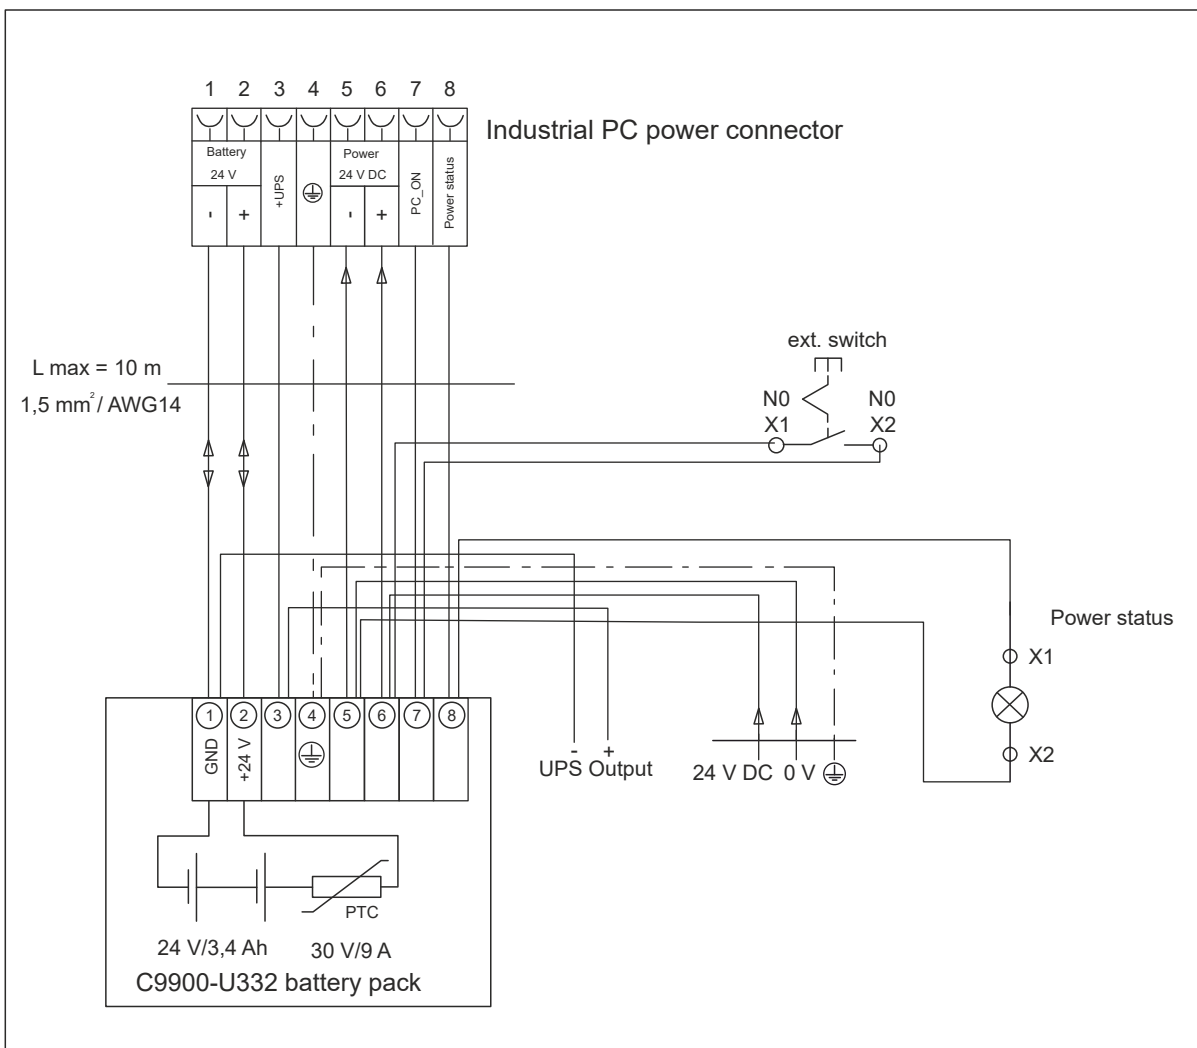 1 2 3 4 5 6 7 8
Industrial PC power connector
Battery
24 V
- +
+UPS
Power
24 V DC
- +
PC_ON
Power status
L max = 10 m
1,5 mm²/ AWG14
ext. switch
N0 N0
X1 X2
Power status
X1
X2
1 2 3 4 5 6 7 8
GND
+24 V
- +
UPS Output
24 V DC 0 V
PTC
24 V/3,4 Ah 30 V/9 A
C9900-U332 battery pack